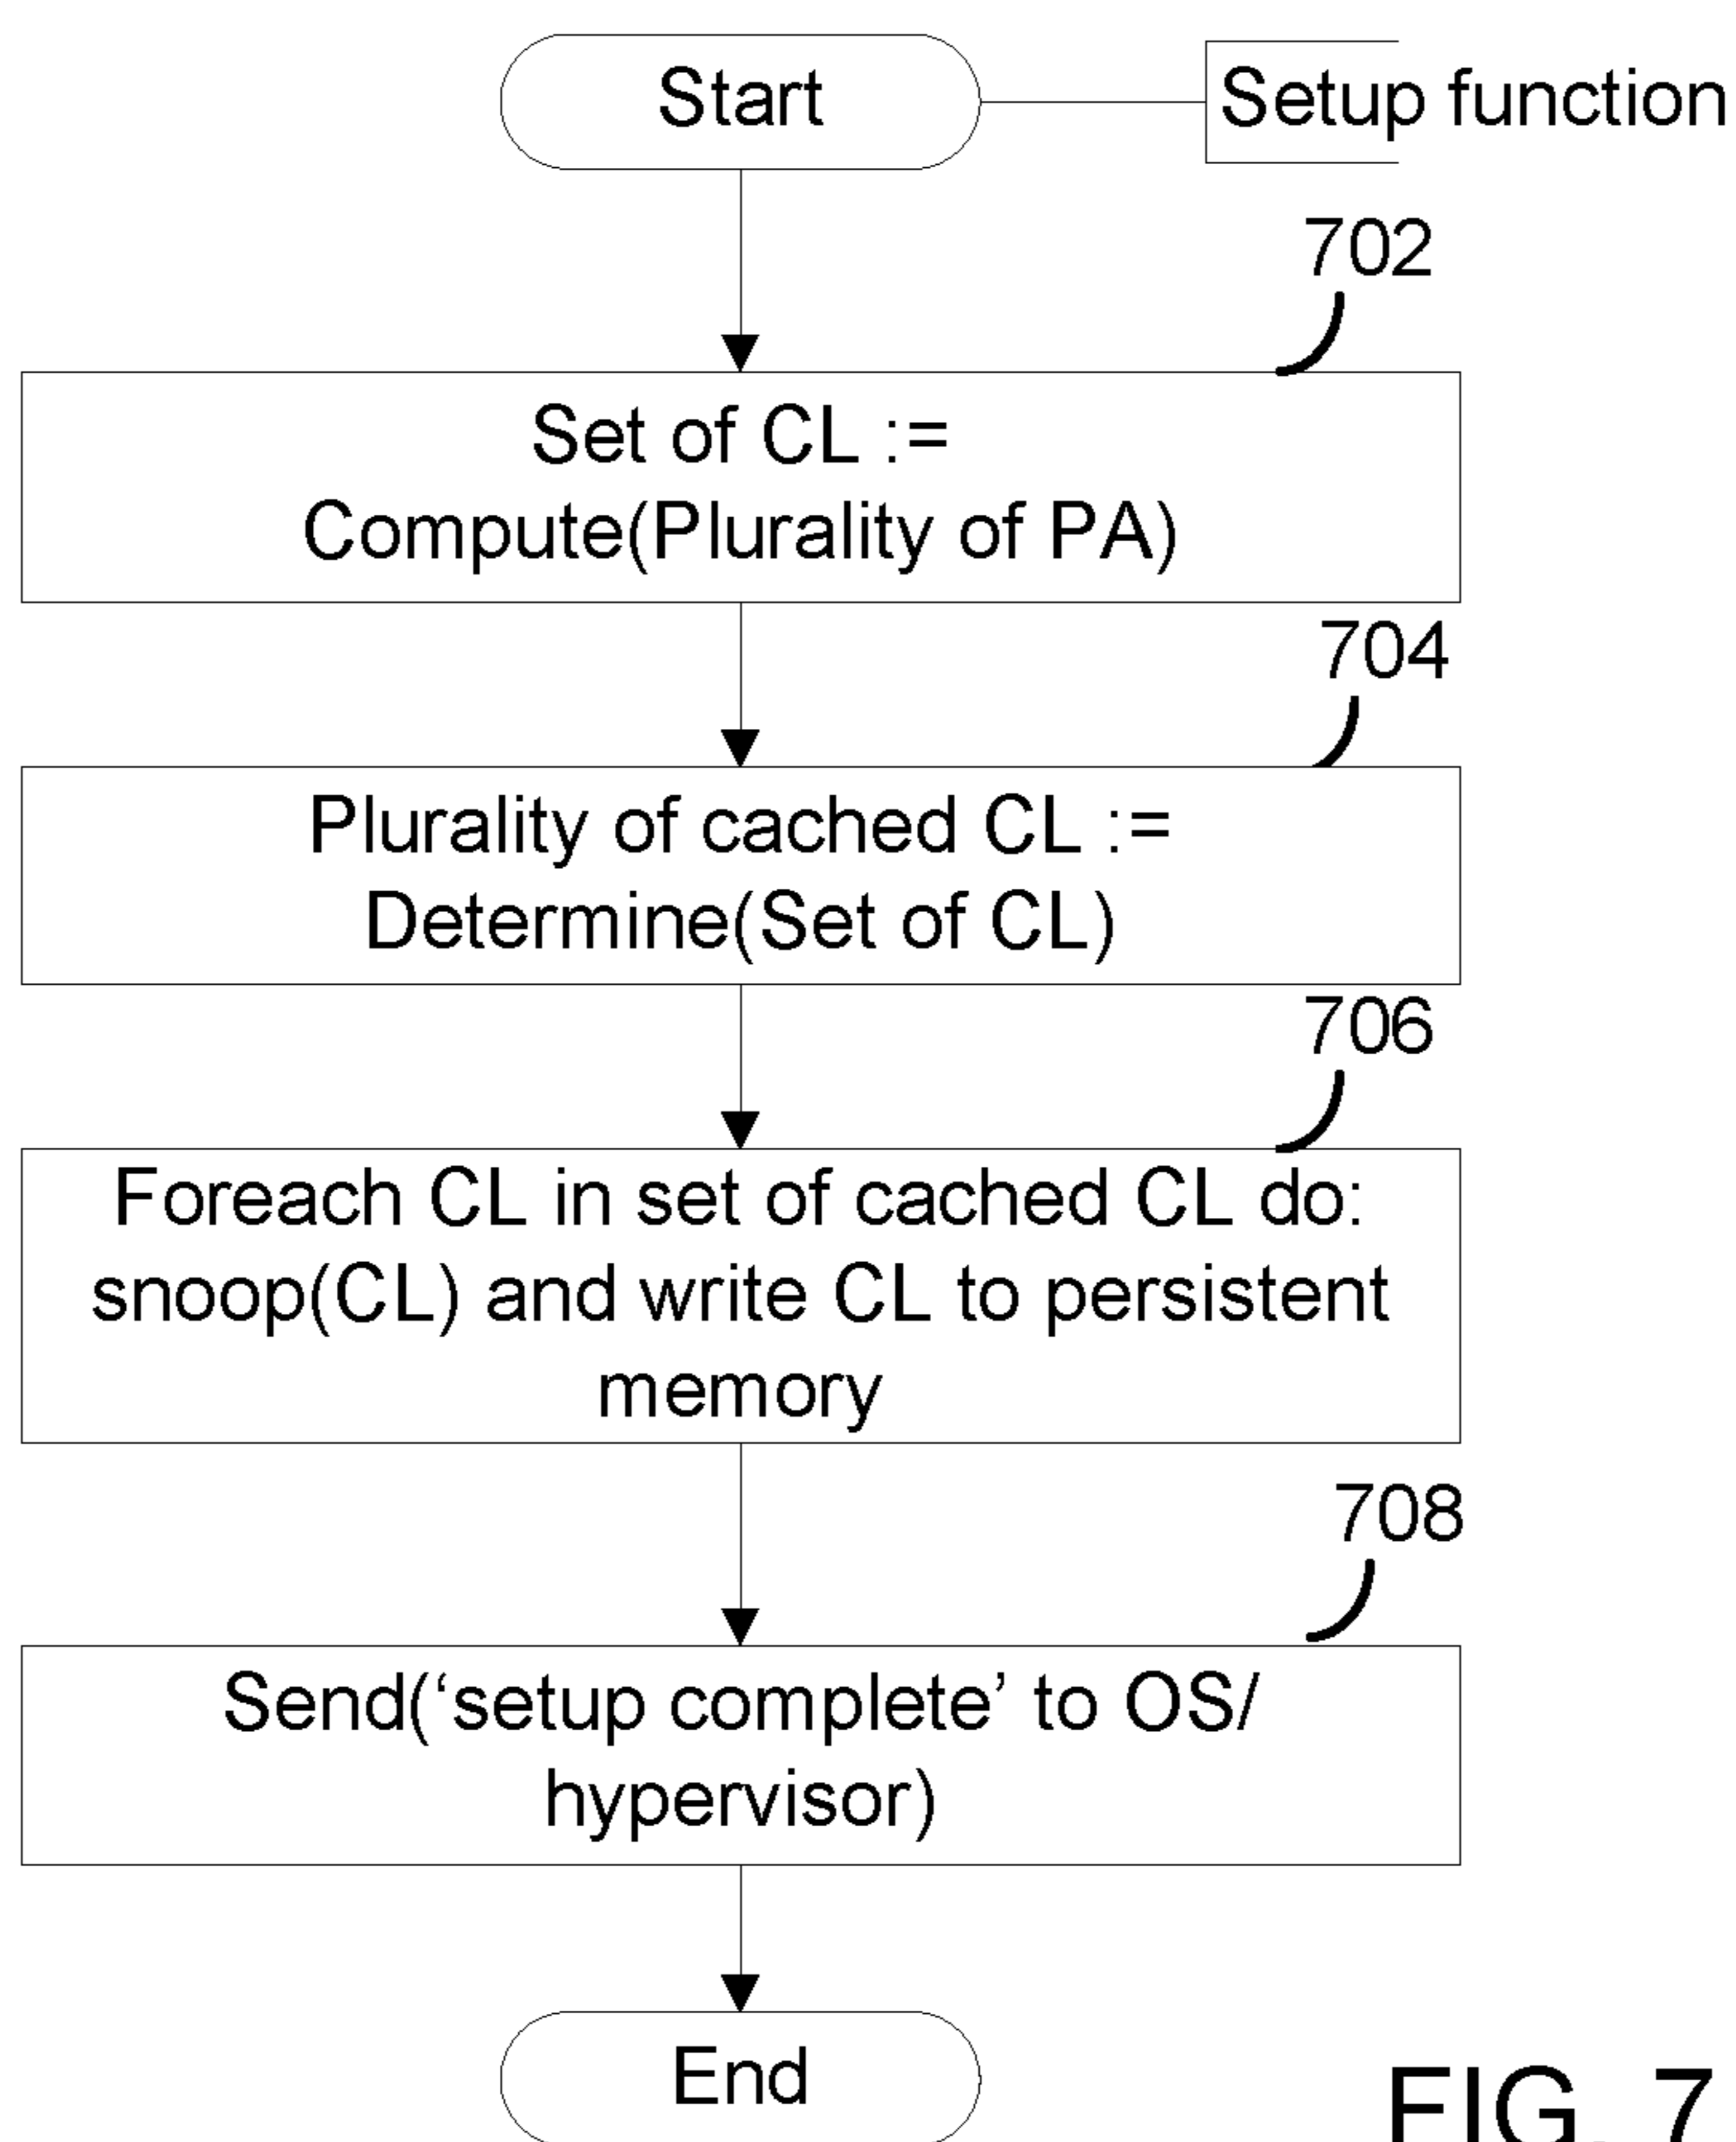 Start
Setup function
702
Set of CL :=
Compute(Plurality of PA)
704
Plurality of cached CL :=
Determine(Set of CL)
706
Foreach CL in set of cached CL do:
snoop(CL) and write CL to persistent
memory
708
Send(‘setup complete’ to OS/
hypervisor)
End
FIG. 7